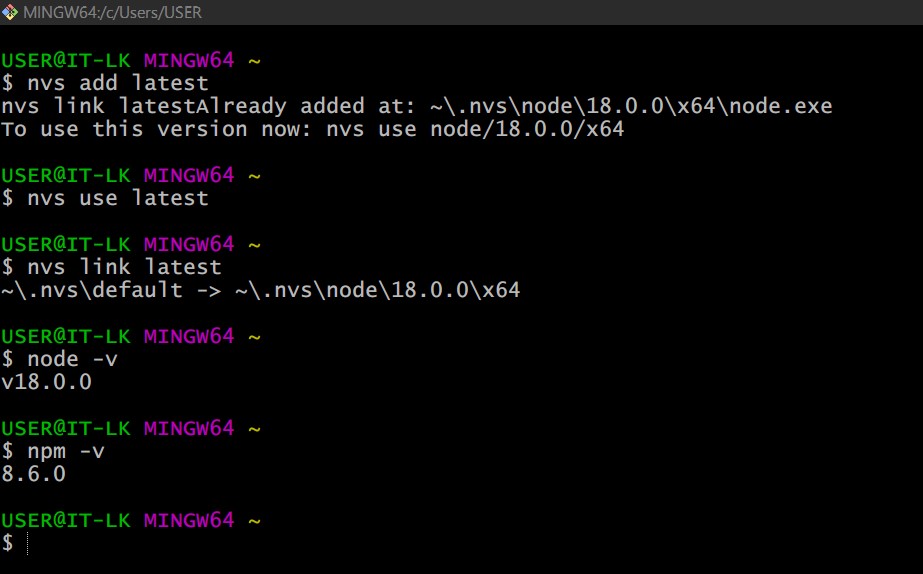 MINGW64:/c/Users/USER
USER@IT-LK MINGW64 ~
$ nvs add latest
nvs link latestAlready added at: ~\.nvs\node\18.0.0\x64\node.exe
To use this version now: nvs use node/18.0.0/x64
USER@IT-LK MINGW64 ~
$ nvs use latest
USER@IT-LK MINGW64 ~
$ nvs link latest
~\.nvs\default -> ~\.nvs\node\18.0.0\x64
USER@IT-LK MINGW64 ~
$ node -v
v18.0.0
USER@IT-LK MINGW64 ~
$ npm -v
8.6.0
USER@IT-LK MINGW64 ~
$